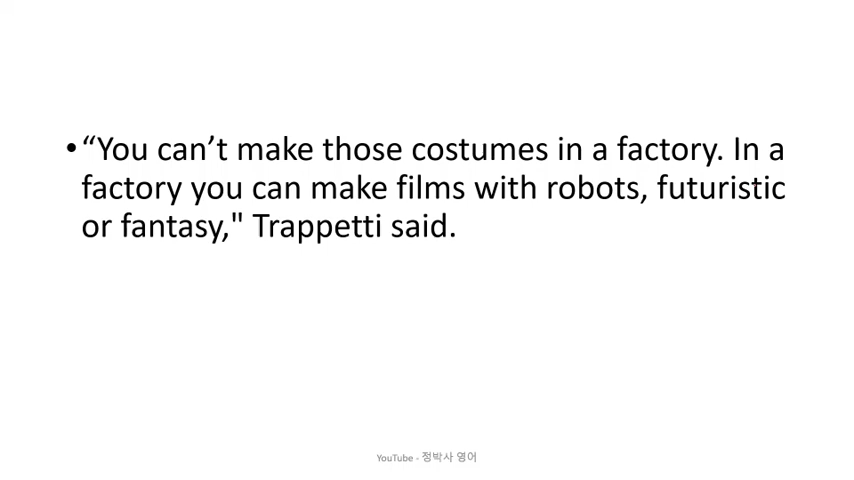 •“You can’t make those costumes in a factory. In a
factory you can make films with robots, futuristic
or fantasy," Trappetti said.
YouTube - 정박사 영어